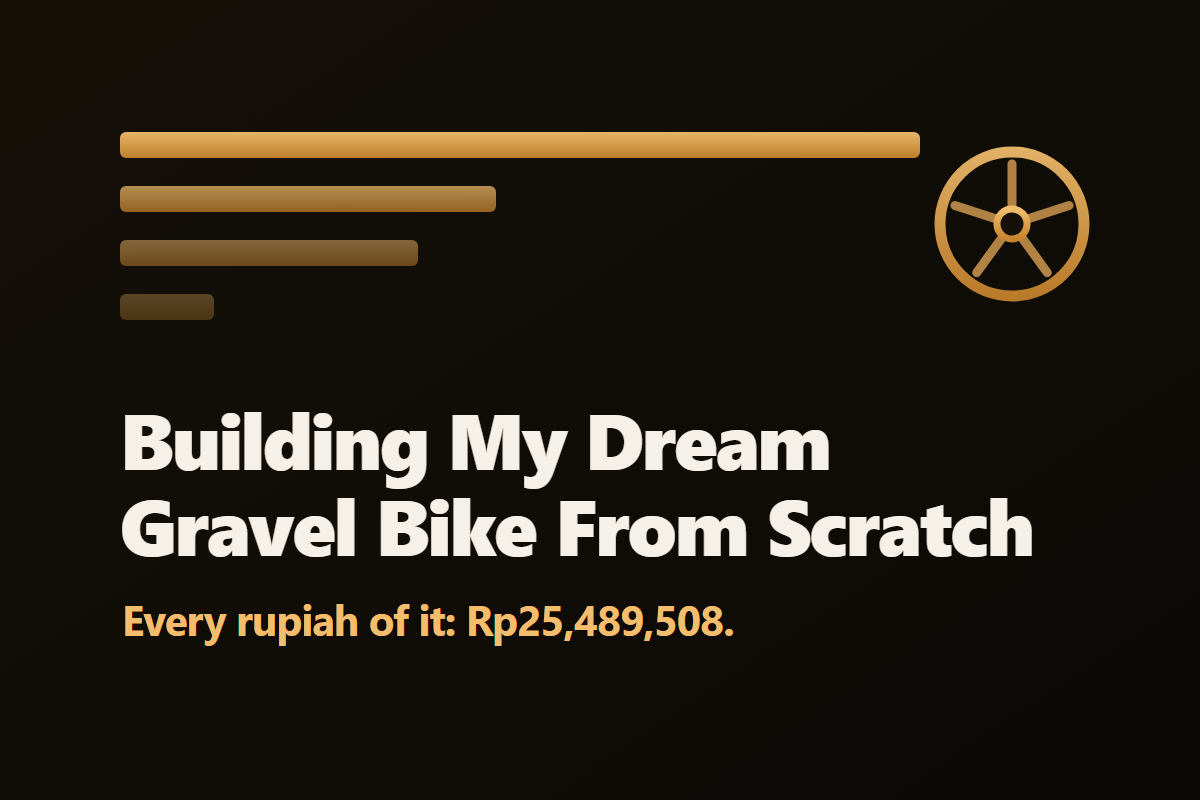 Building My Dream
Gravel Bike From Scratch
Every rupiah of it: Rp25,489,508.